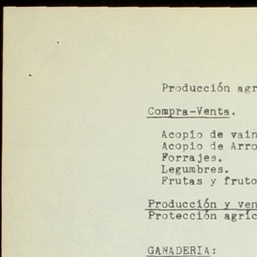 Producción agr
Compra-Venta.
Acopio de vain
Acopio de Arro
Forrajes.
Legumbres.
Frutas y fruto
Producción y ven
Protección agríc
GANADERIA: